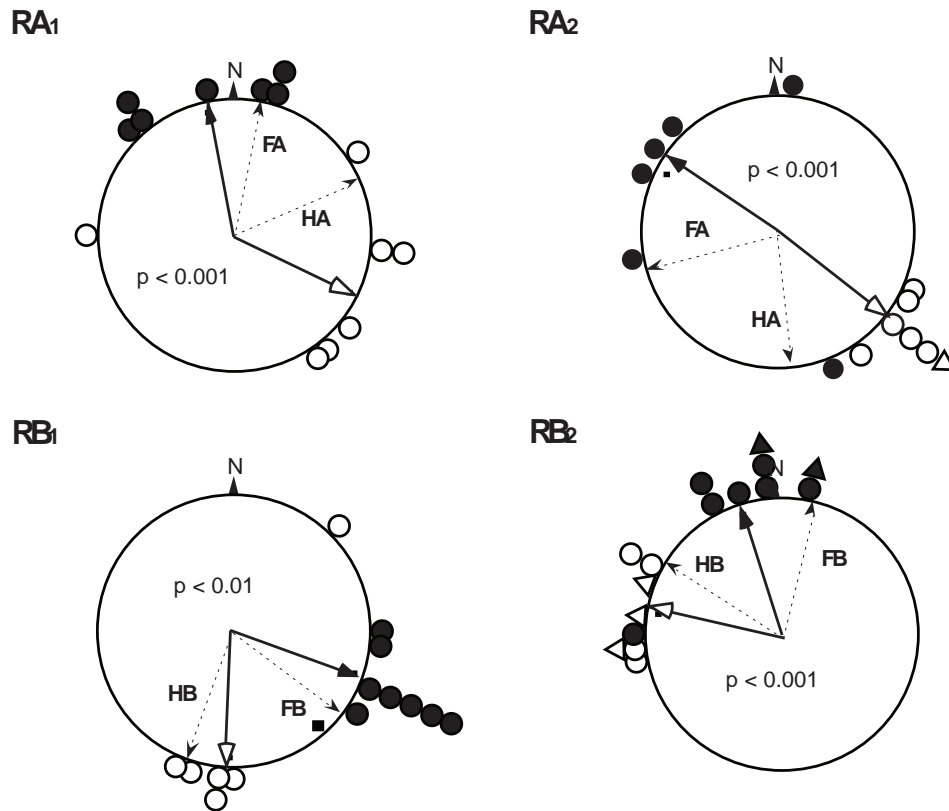 RA1
N
FA
HA
p < 0.001
RA2
N
p < 0.001
FA
HA
RB1
N
p < 0.01
HB
FB
RB2
N
HB
FB
p < 0.001